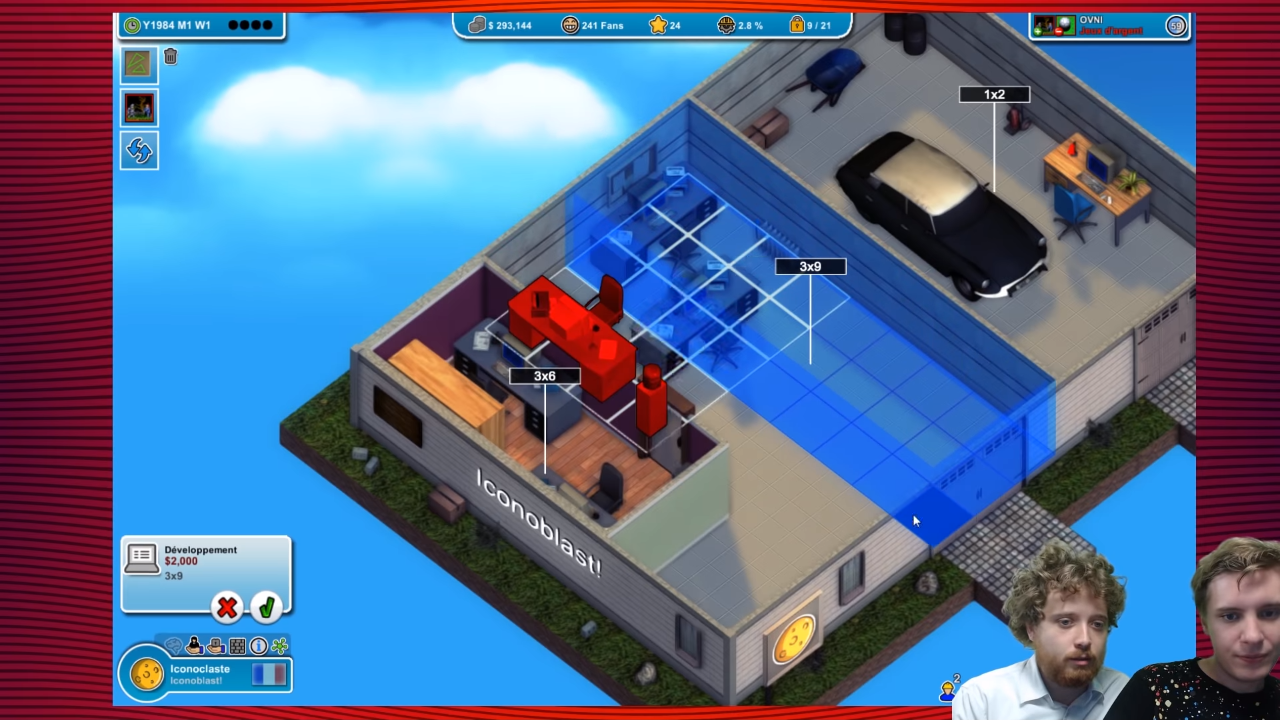 Y1984 M1 W1
$ 293,144
241 Fans
24
2.8 %
9 / 21
OVNI
Jeux d'argent
59
1x2
3x9
3x6
Iconoblast!
Développement
$2,000
3x9
Iconoclaste
Iconoblast!
2